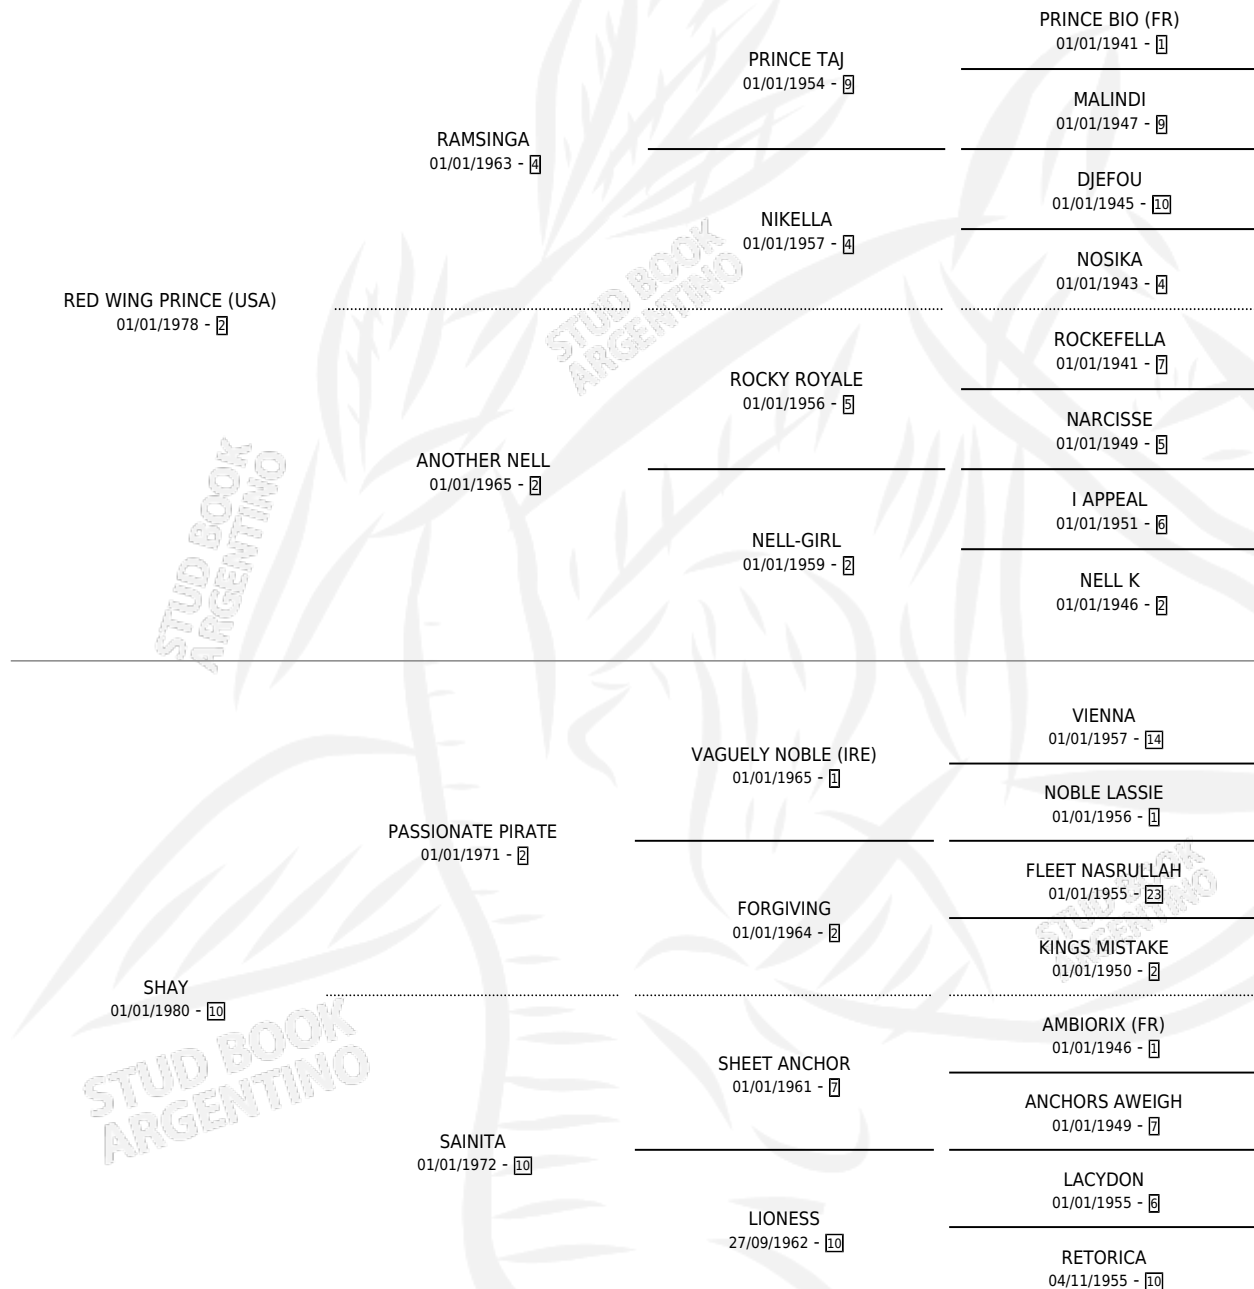 PRINCE BIO (FR)
01/01/1941 - 1
PRINCE TAJ
01/01/1954 - 9
MALINDI
01/01/1947 - 9
RAMSINGA
01/01/1963 - 4
DJEFOU
01/01/1945 - 10
NIKELLA
01/01/1957 - 4
NOSIKA
01/01/1943 - 4
STUD BOOK
ARGENTINO
RED WING PRINCE (USA)
01/01/1978 - 2
ROCKEFELLA
01/01/1941 - 7
ROCKY ROYALE
01/01/1956 - 5
NARCISSE
01/01/1949 - 5
ANOTHER NELL
01/01/1965 - 2
I APPEAL
01/01/1951 - 6
NELL-GIRL
01/01/1959 - 2
NELL K
01/01/1946 - 2
STUD BOOK
ARGENTINO
VIENNA
01/01/1957 - 14
VAGUELY NOBLE (IRE)
01/01/1965 - 1
NOBLE LASSIE
01/01/1956 - 1
PASSIONATE PIRATE
01/01/1971 - 2
FLEET NASRULLAH
01/01/1955 - 23
STUD BOOK
ARGENTINO
FORGIVING
01/01/1964 - 2
KINGS MISTAKE
01/01/1950 - 2
SHAY
01/01/1980 - 10
AMBIORIX (FR)
01/01/1946 - 1
STUD BOOK
ARGENTINO
SHEET ANCHOR
01/01/1961 - 7
ANCHORS AWEIGH
01/01/1949 - 7
SAINITA
01/01/1972 - 10
LACYDON
01/01/1955 - 6
LIONESS
27/09/1962 - 10
RETORICA
04/11/1955 - 10